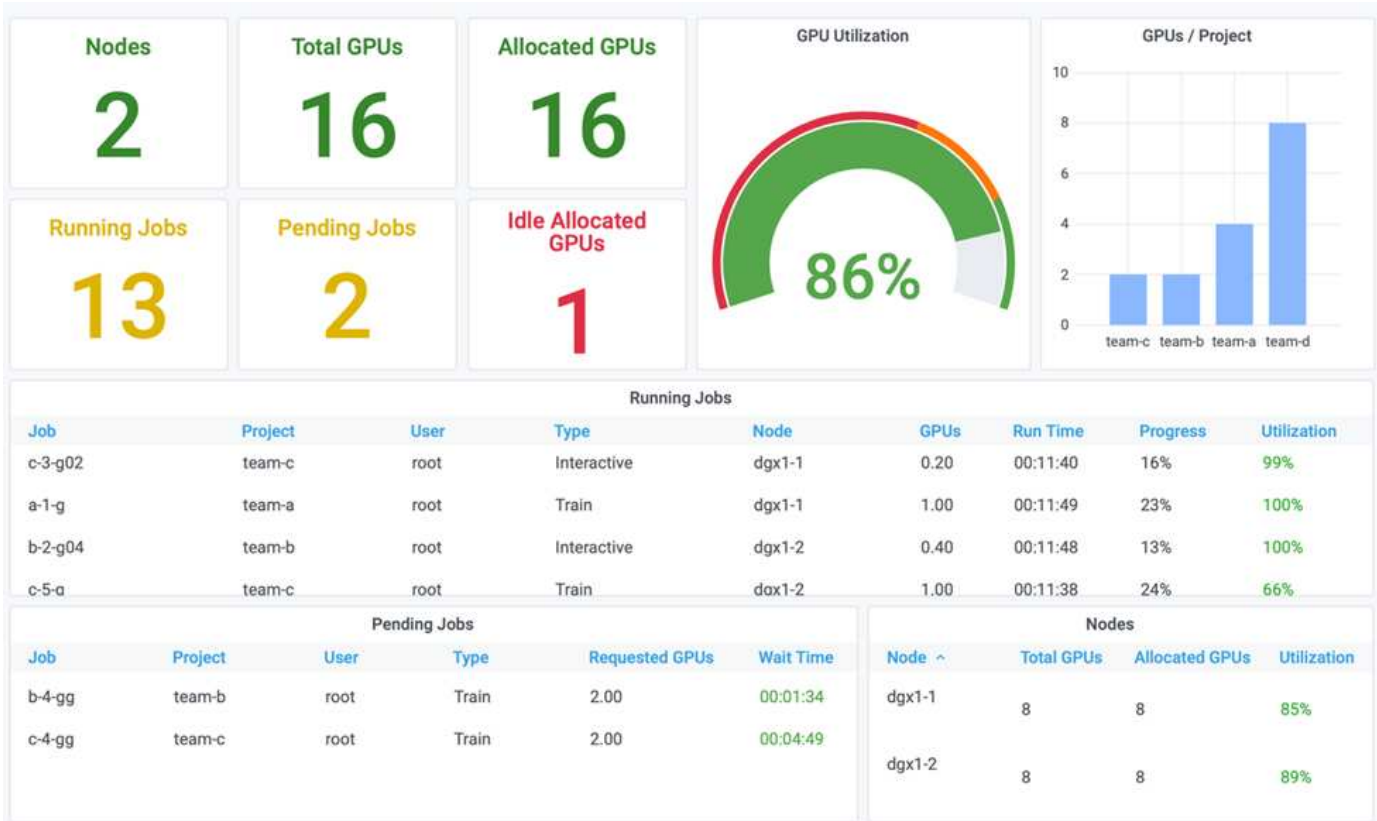 Nodes
2
Total GPUs
16
Allocated GPUs
16
GPU Utilization
86%
GPUs / Project
10
8
6
4
2
0
team-c team-b team-a team-d
Running Jobs
13
Pending Jobs
2
Idle Allocated
GPUs
1
Running Jobs
Job Project User Type Node GPUs Run Time Progress Utilization
c-3-g02 team-c root Interactive dgx1-1 0.20 00:11:40 16% 99%
a-1-g team-a root Train dgx1-1 1.00 00:11:49 23% 100%
b-2-g04 team-b root Interactive dgx1-2 0.40 00:11:48 13% 100%
c-5-g team-c root Train dgx1-2 1.00 00:11:38 24% 66%
Pending Jobs
Job Project User Type Requested GPUs Wait Time
b-4-gg team-b root Train 2.00 00:01:34
c-4-gg team-c root Train 2.00 00:04:49
Nodes
Node Total GPUs Allocated GPUs Utilization
dgx1-1 8 8 85%
dgx1-2 8 8 89%